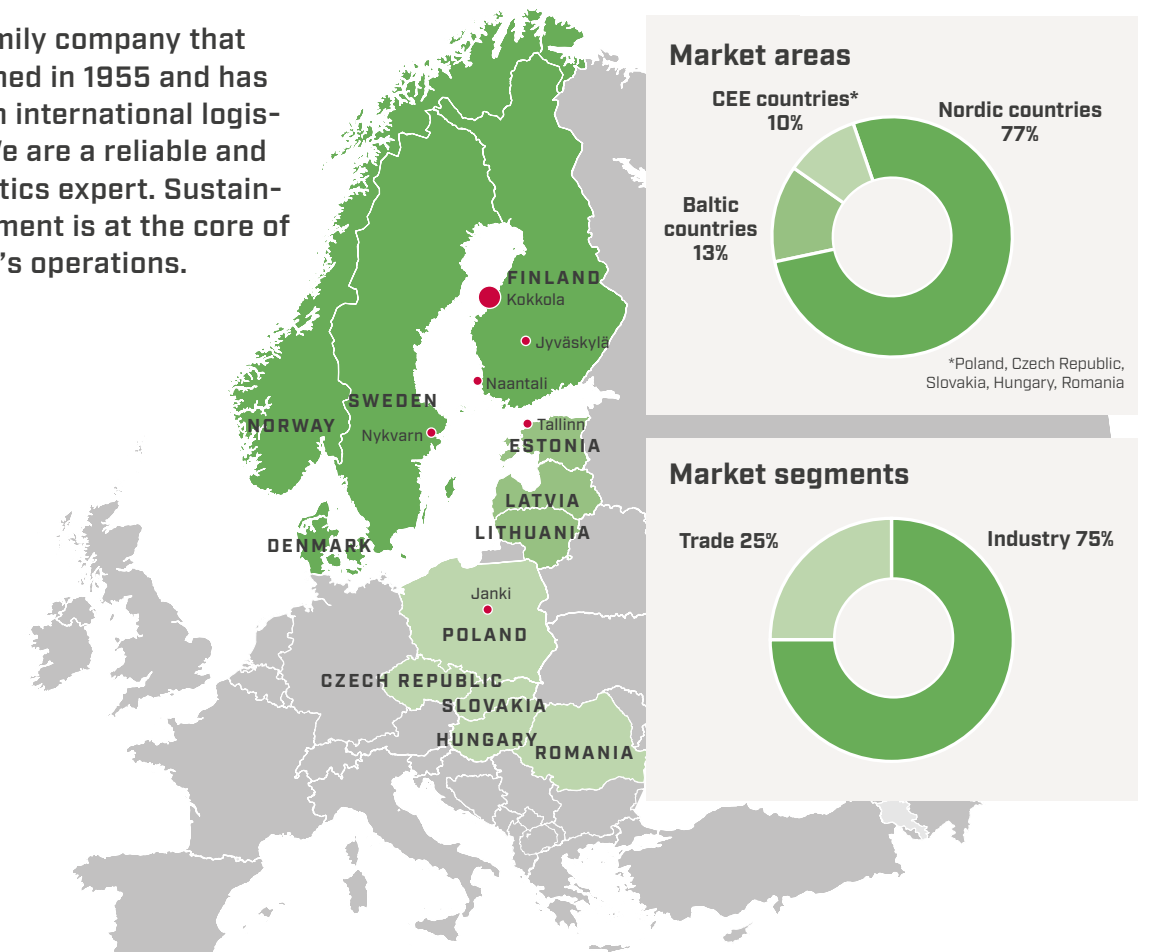 mily company that
ned in 1955 and has
n international logis-
We are a reliable and
tics expert. Sustain-
ment is at the core of
’s operations.
Market areas
CEE countries*
10%
Nordic countries
77%
Baltic
countries
13%
*Poland, Czech Republic,
Slovakia, Hungary, Romania
FINLAND
Kokkola
Jyväskylä
Naantali
SWEDEN
NORWAY
Nykvarn
Tallinn
ESTONIA
LATVIA
LITHUANIA
DENMARK
Janki
POLAND
CZECH REPUBLIC
SLOVAKIA
HUNGARY
ROMANIA
Market segments
Trade 25%
Industry 75%